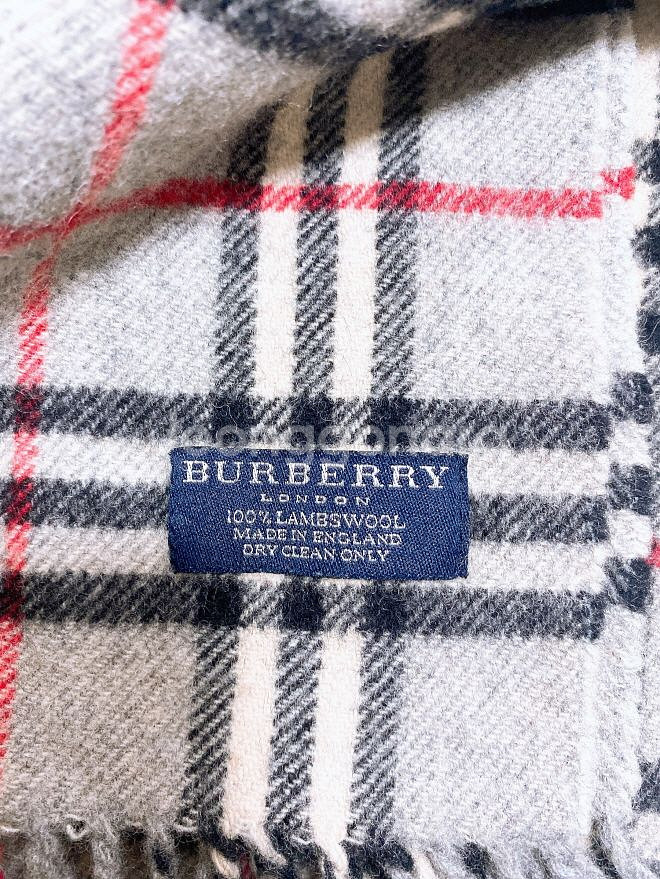 BURBERRY
LONDON
100% LAMBSWOOL
MADE IN ENGLAND
DRY CLEAN ONLY